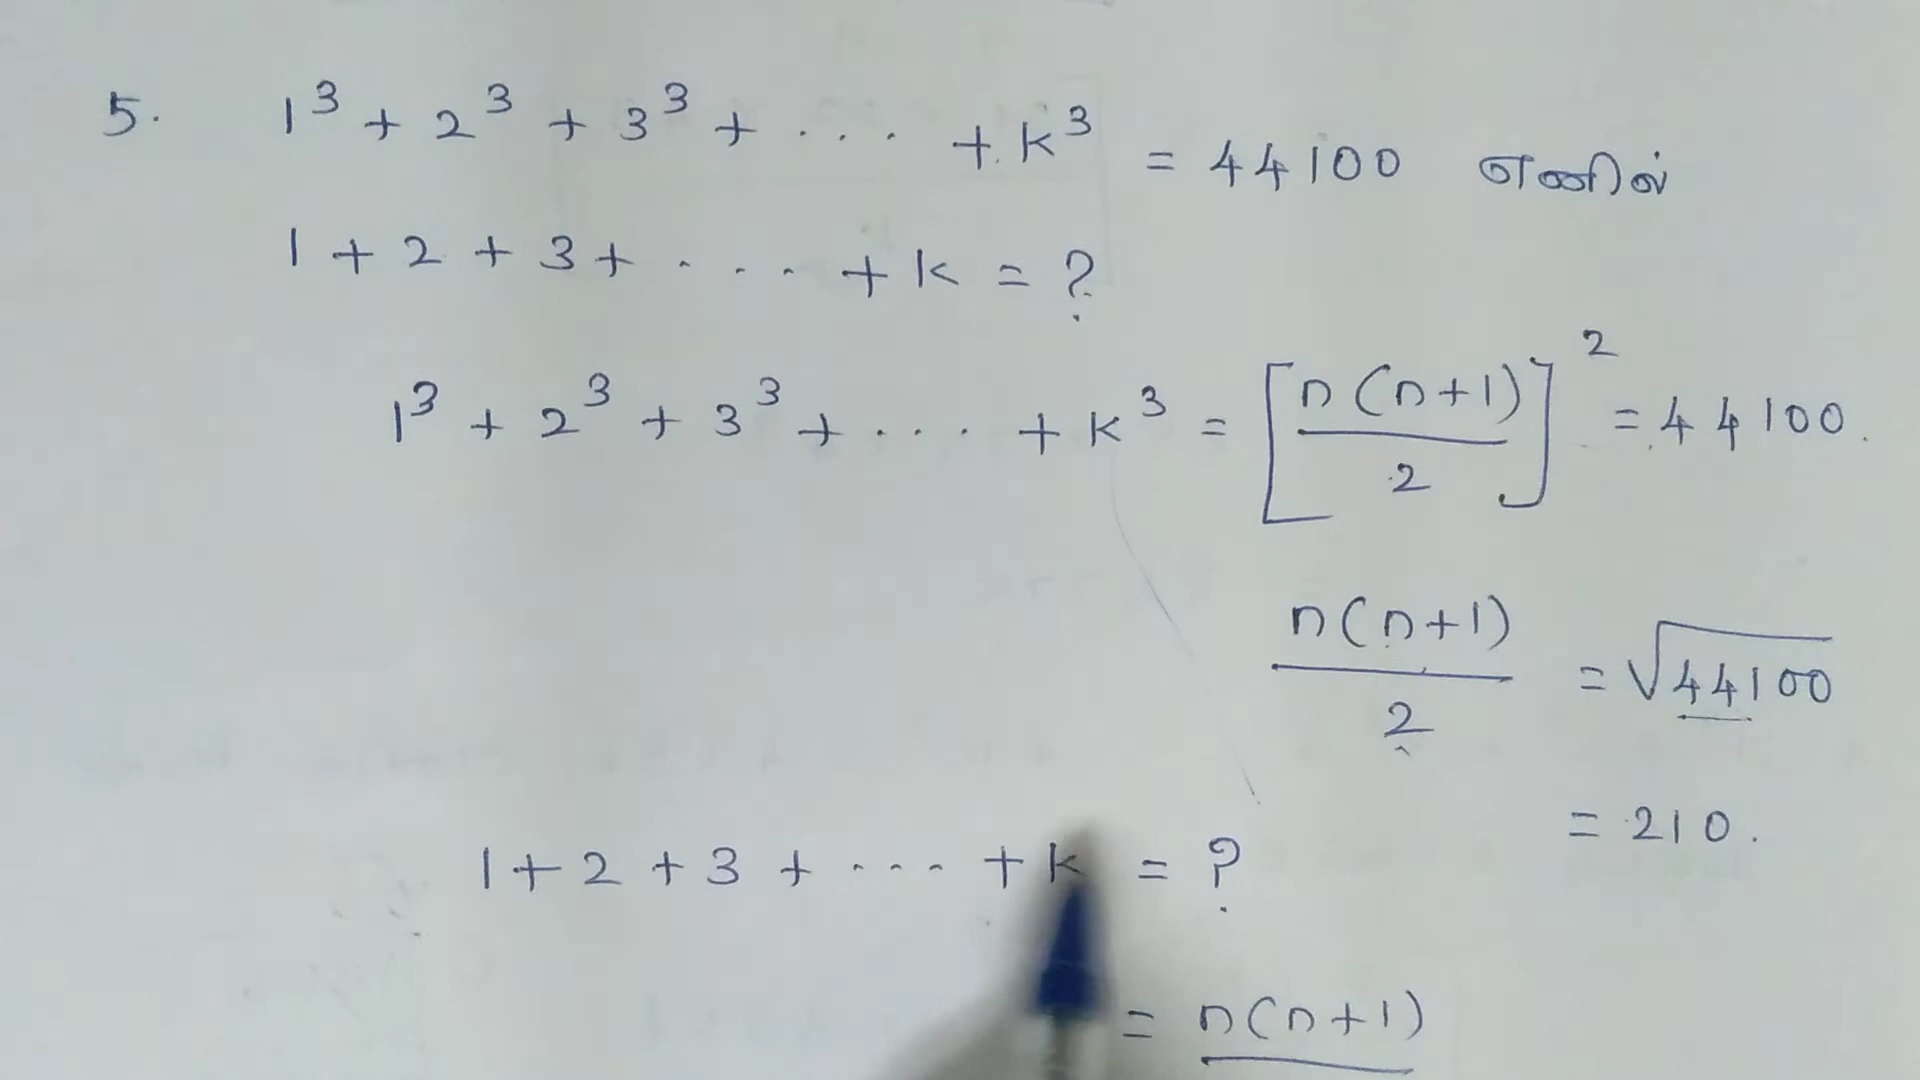 5. 1³ + 2³ + 3³ + ... + k³ = 44100 எனில்
1 + 2 + 3 + ... + k = ?
1³ + 2³ + 3³ + ... + k³ = [n(n+1)/2]² = 44100.
n(n+1)/2 = √44100
= 210.
1 + 2 + 3 + --- + k = ?
= n(n+1)